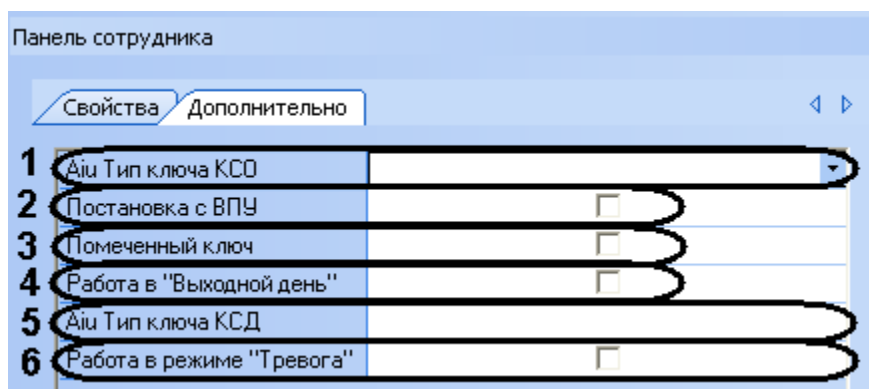 Панель сотрудника
Свойства Дополнительно
1 Aiu Тип ключа КСО
2 Постановка с ВПУ
3 Помеченный ключ
4 Работа в "Выходной день"
5 Aiu Тип ключа КСД
6 Работа в режиме "Тревога"